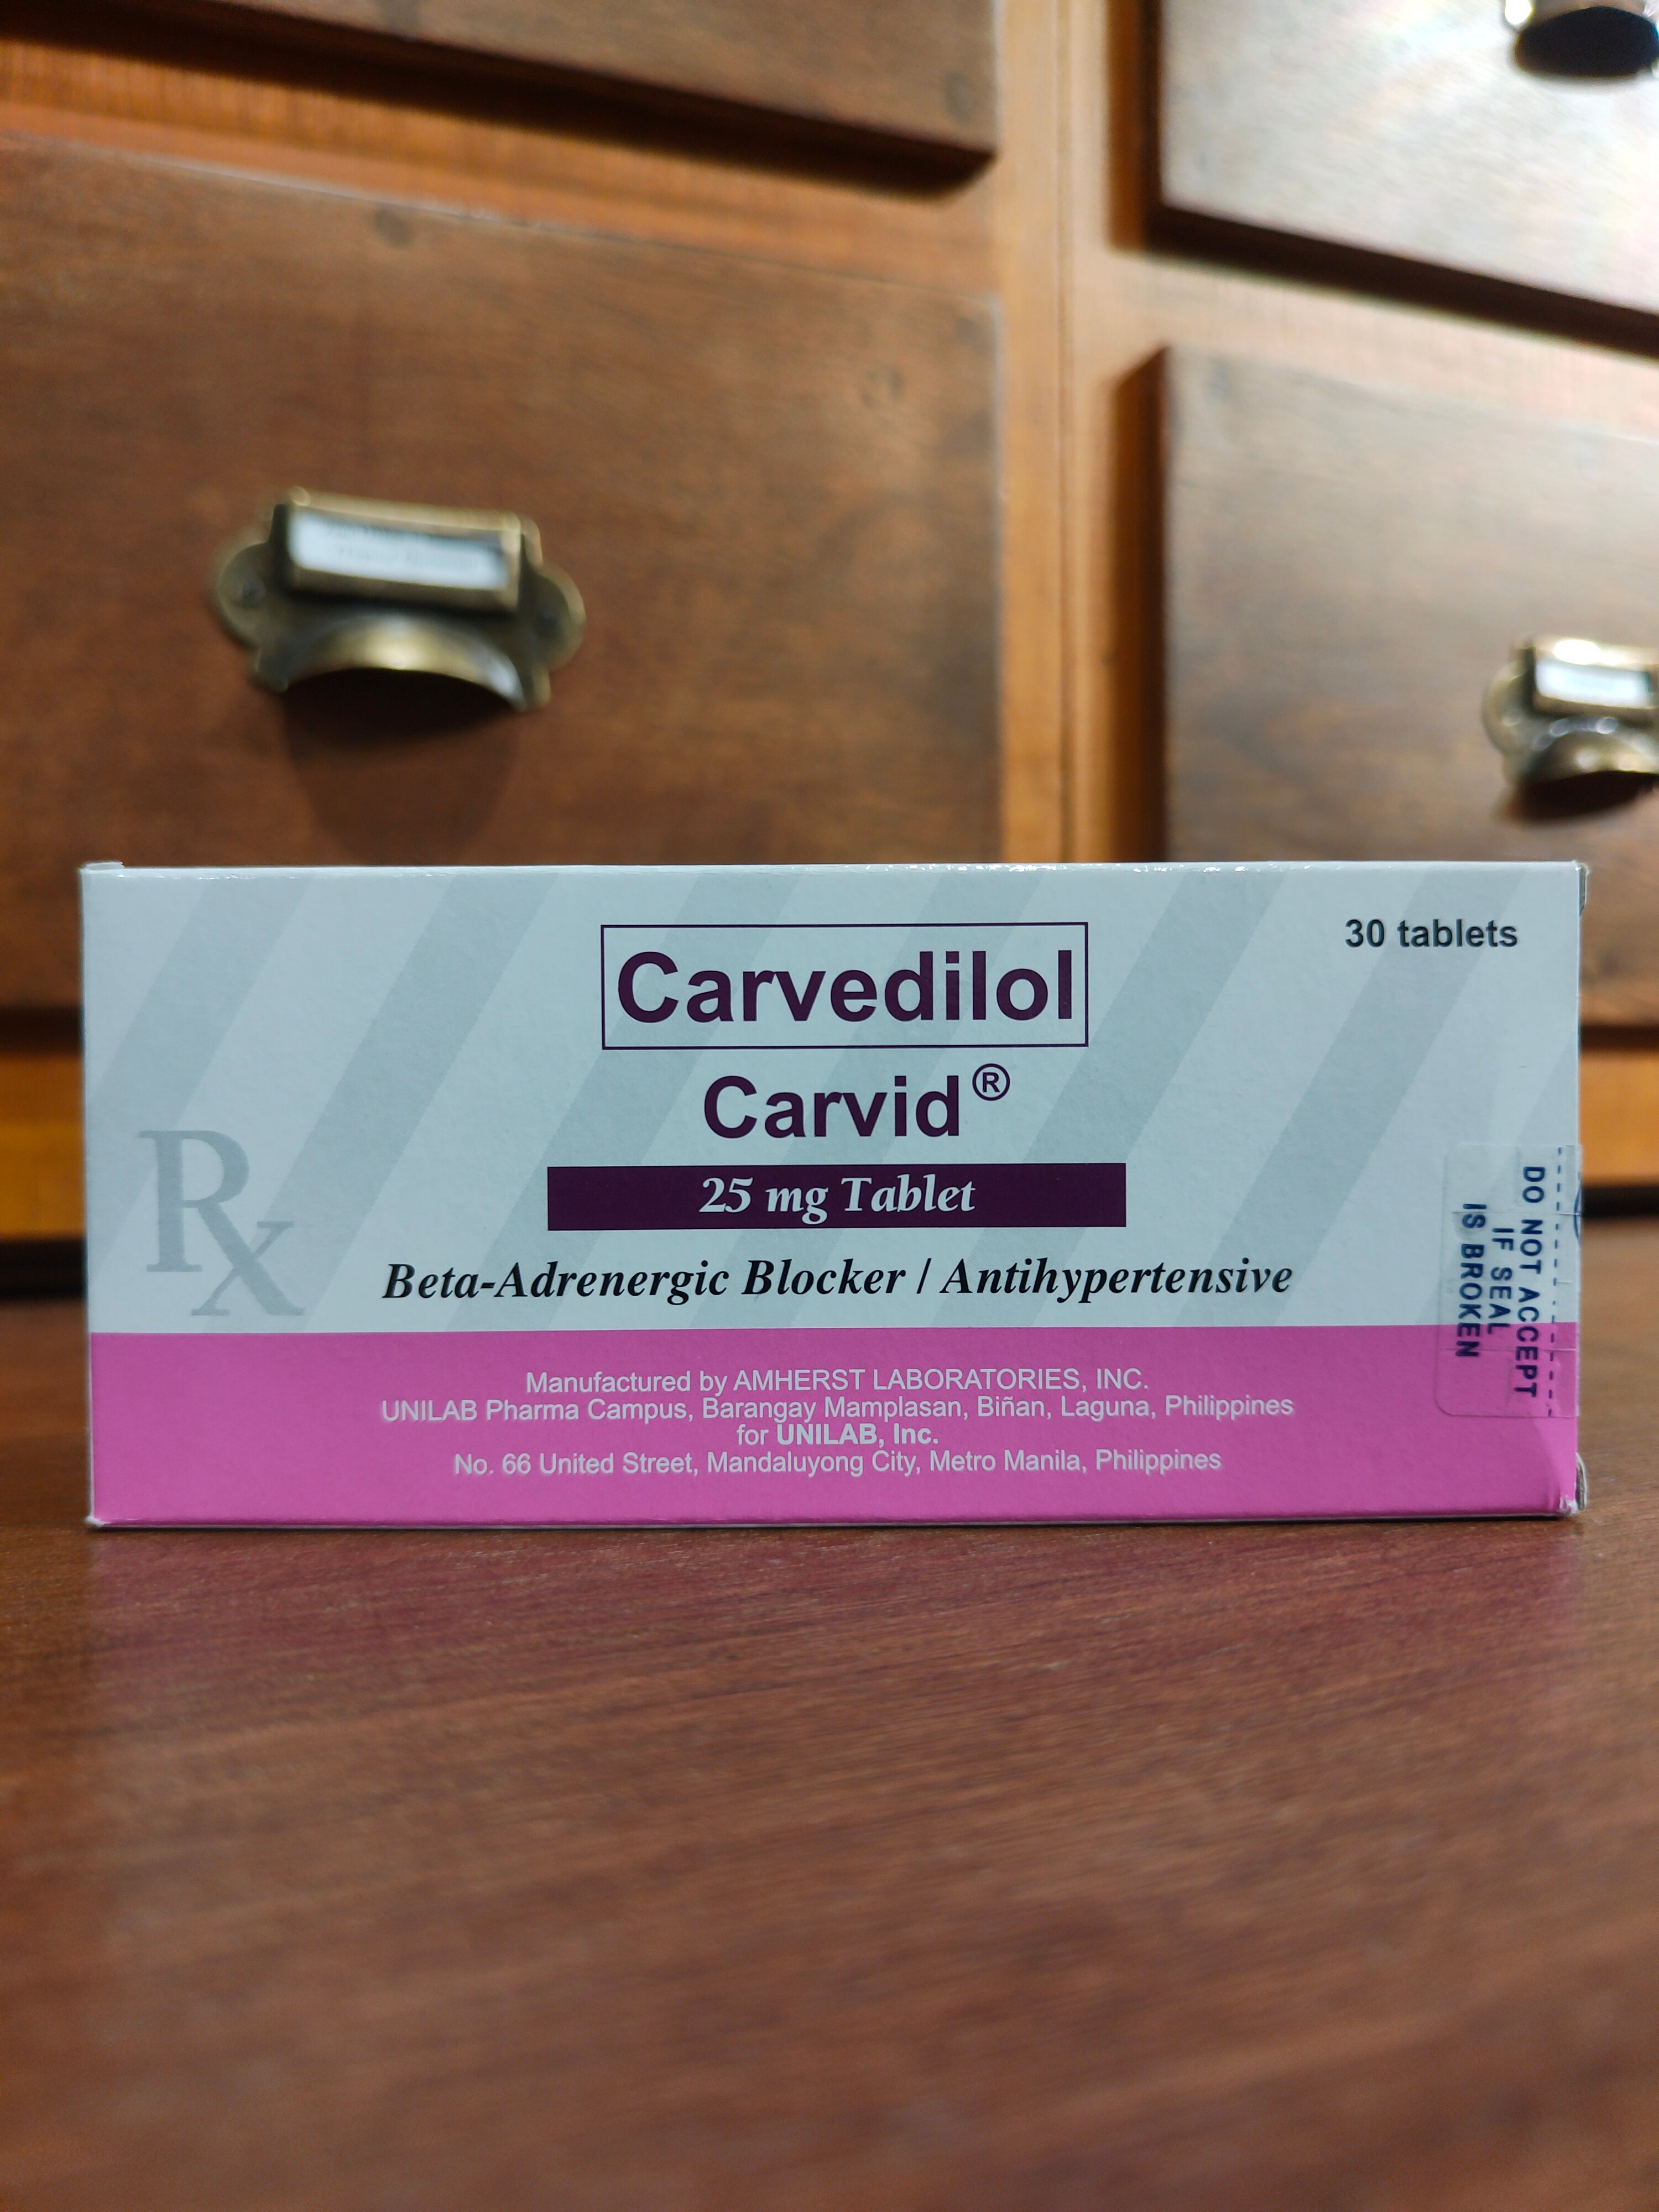 30 tablets
Carvedilol
Carvid®
25 mg Tablet
Beta-Adrenergic Blocker / Antihypertensive
Rx
Manufactured by AMHERST LABORATORIES, INC.
UNILAB Pharma Campus, Barangay Mamplasan, Biñan, Laguna, Philippines
for UNILAB, Inc.
No. 66 United Street, Mandaluyong City, Metro Manila, Philippines
DO NOT ACCEPT
IF SEAL
IS BROKEN